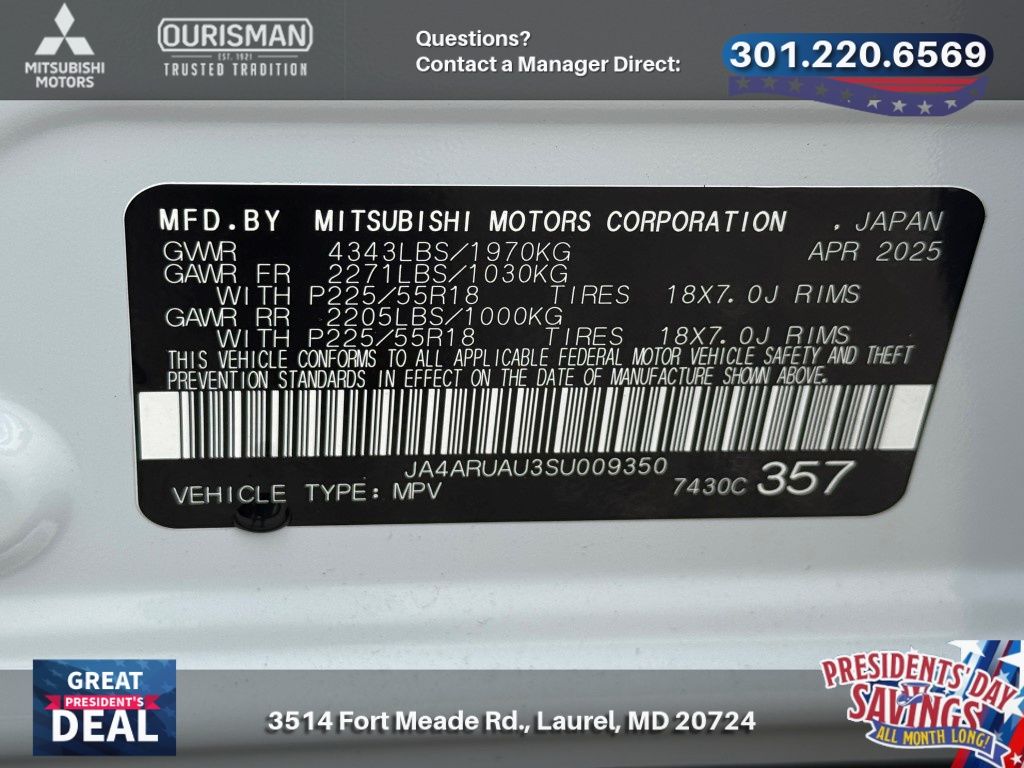 MITSUBISHI
MOTORS
OURISMAN
EST. 1921
TRUSTED TRADITION
Questions?
Contact a Manager Direct:
301.220.6569
MFD.BY MITSUBISHI MOTORS CORPORATION . JAPAN
GWWR 4343LBS/1970KG APR 2025
GAWR FR 2271LBS/1030KG
WITH P225/55R18 TIRES 18X7.0J RIMS
GAWR RR 2205LBS/1000KG
WITH P225/55R18 TIRES 18X7.0J RIMS
THIS VEHICLE CONFORMS TO ALL APPLICABLE FEDERAL MOTOR VEHICLE SAFETY AND THEFT
PREVENTION STANDARDS IN EFFECT ON THE DATE OF MANUFACTURE SHOWN ABOVE.
JA4ARUAU3SU009350
VEHICLE TYPE: MPV 7430C 357
GREAT
PRESIDENT'S
DEAL
3514 Fort Meade Rd., Laurel, MD 20724
PRESIDENTS' DAY
SAVINGS
ALL MONTH LONG!